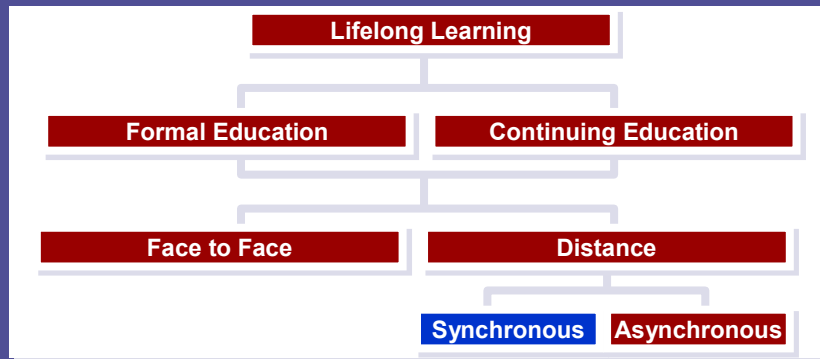 Lifelong Learning
Formal Education
Continuing Education
Face to Face
Distance
Synchronous
Asynchronous